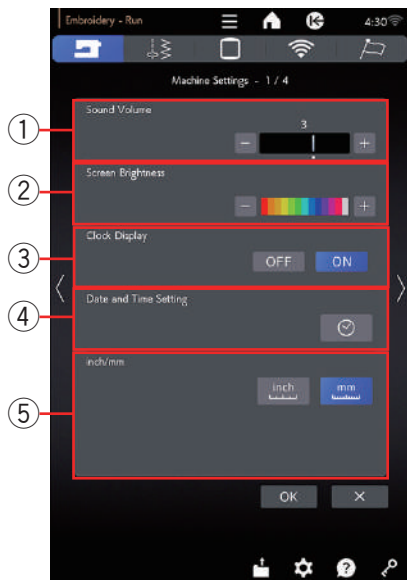 Embroidery - Run
4:30
Machine Settings - 1 / 4
1
Sound Volume
3
- +
2
Screen Brightness
- +
3
Clock Display
OFF ON
4
Date and Time Setting
5
inch/mm
inch mm
OK ×
?